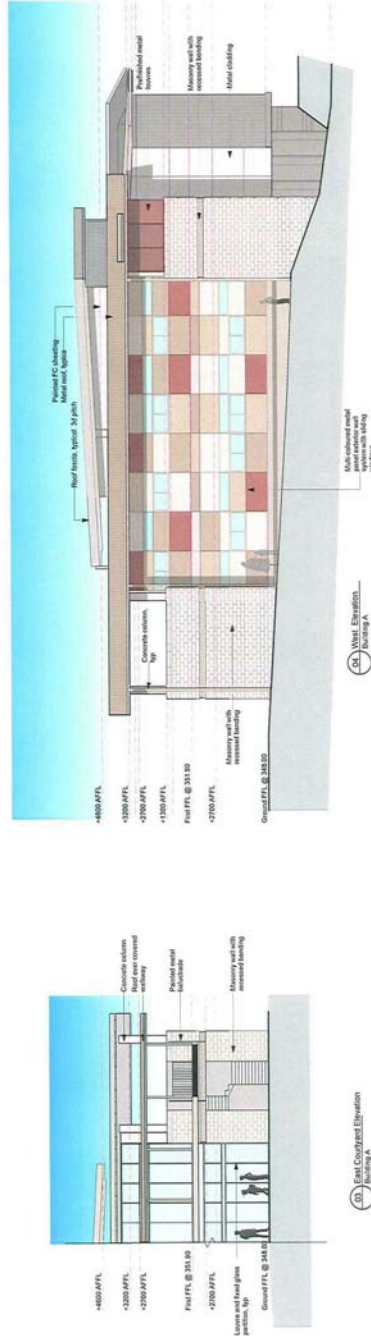 +4800 AFFL
+3200 AFFL
+2700 AFFL
First FFL @ 351.90
+2700 AFFL
Louvre and fixed glass
partition, typ
Ground FFL @ 348.00
Concrete column
Roof over covered
walkway
Painted metal
balustrade
Masonry wall with
recessed banding
03
East Courtyard Elevation
Building A
+4800 AFFL
+3200 AFFL
+2700 AFFL
+1300 AFFL
First FFL @ 351.90
+2700 AFFL
Ground FFL @ 348.00
Roof fascia, typical 3d pitch
Painted FC sheeting
Metal roof, typica
Concrete column,
typ
Masonry wall with
recessed banding
Prefinished metal
louvres
Masonry wall with
recessed banding
Metal cladding
Multi-coloured metal
panel exterior wall
system with sliding
04
West Elevation
Building A